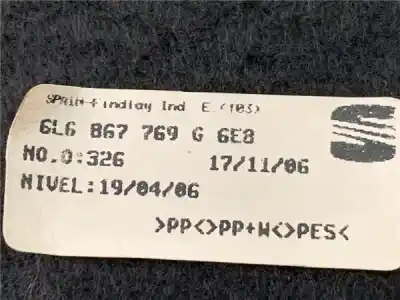 SPAIN-Findlay Ind E.(103)
6L6 867 769 G 6E8
NO.O:326 17/11/06
NIVEL:19/04/06
>PP<>PP+W<>PES<